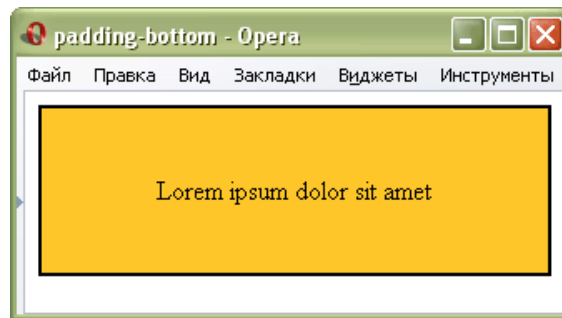 padding-bottom - Opera
Файл Правка Вид Закладки Виджеты Инструменты
Lorem ipsum dolor sit amet